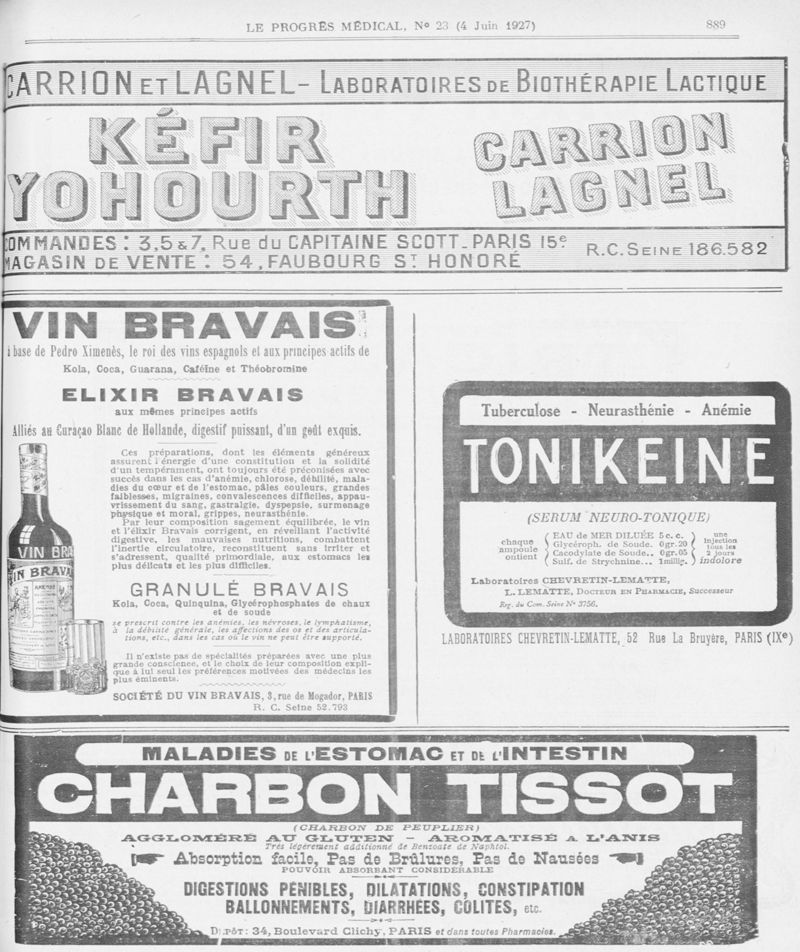 LE PROGRÈS MÉDICAL, No 23 (4 Juin 1927)
889
CARRION ET LAGNEL - LABORATOIRES DE BIOTHÉRAPIE LACTIQUE
KÉFIR
YOHOURTH
CARRION
LAGNEL
COMMANDES : 3, 5 & 7, Rue du CAPITAINE SCOTT - PARIS 15e
MAGASIN DE VENTE : 54, FAUBOURG ST HONORÉ
R.C. SEINE 186.582
VIN BRAVAIS
à base de Pedro Ximenès, le roi des vins espagnols et aux principes actifs de
Kola, Coca, Guarana, Caféine et Théobromine
ELIXIR BRAVAIS
aux mêmes principes actifs
Alliés au Curaçao Blanc de Hollande, digestif puissant, d'un goût exquis.
Ces préparations, dont les éléments généreux
assurent l'énergie d'une constitution et la solidité
d'un tempérament, ont toujours été préconisées avec
succès dans les cas d'anémie, chlorose, débilité, mala-
dies du cœur et de l'estomac, pâles couleurs, grandes
faiblesses, migraines, convalescences difficiles, appau-
vrissement du sang, gastralgie, dyspepsie, surmenage
physique et moral, grippes, neurasthénie.
Par leur composition sagement équilibrée, le vin
et l'élixir Bravais corrigent, en réveillant l'activité
digestive, les mauvaises nutritions, combattent
l'inertie circulatoire, reconstituent sans irriter et
s'adressent, qualité primordiale, aux estomacs les
plus délicats et les plus difficiles.
VIN BRA
VIN BRAVAI
GRANULÉ BRAVAIS
Kola, Coca, Quinquina, Glycérophosphates de chaux
et de soude
se prescrit contre les anémies, les névroses, le lymphatisme,
à la débilité générale, les affections des os et des articula-
tions, etc., dans les cas où le vin ne peut être supporté.
Il n'existe pas de spécialités préparées avec une plus
grande conscience, et le choix de leur composition expli-
que à lui seul les préférences motivées des médecins les
plus éminents.
SOCIÉTÉ DU VIN BRAVAIS, 3, rue de Mogador, PARIS
R. C. Seine 52.793
Tuberculose - Neurasthénie - Anémie
TONIKEINE
(SERUM NEURO-TONIQUE)
chaque
ampoule
contient
EAU de MER DILUÉE 5 c. c.
Glycéroph. de Soude. 0gr.20
Cacodylate de Soude.. 0gr.05
Sulf. de Strychnine... 1millig.
une
injection
tous les
2 jours
indolore
Laboratoires CHEVRETIN-LEMATTE,
L. LEMATTE, DOCTEUR EN PHARMACIE, Successeur
Reg. du Com. Seine No 3756.
LABORATOIRES CHEVRETIN-LEMATTE, 52 Rue La Bruyère, PARIS (IXe)
MALADIES DE L'ESTOMAC ET DE L'INTESTIN
CHARBON TISSOT
(CHARBON DE PEUPLIER)
AGGLOMÉRÉ AU GLUTEN - AROMATISÉ A L'ANIS
Très légèrement additionné de Benzoate de Naphtol.
Absorption facile, Pas de Brûlures, Pas de Nausées
POUVOIR ABSORBANT CONSIDÉRABLE
DIGESTIONS PÉNIBLES, DILATATIONS, CONSTIPATION
BALLONNEMENTS, DIARRHÉES, COLITES, etc.
DÉPÔT : 34, Boulevard Clichy, PARIS et dans toutes Pharmacies.